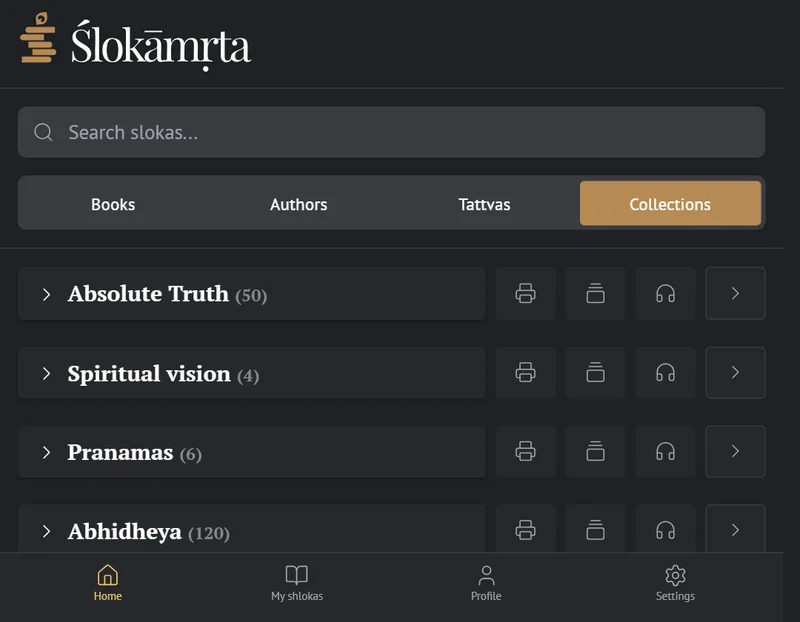 Ślokāmṛta
Search slokas...
Books Authors Tattvas Collections
Absolute Truth (50)
Spiritual vision (4)
Pranamas (6)
Abhidheya (120)
Home My shlokas Profile Settings